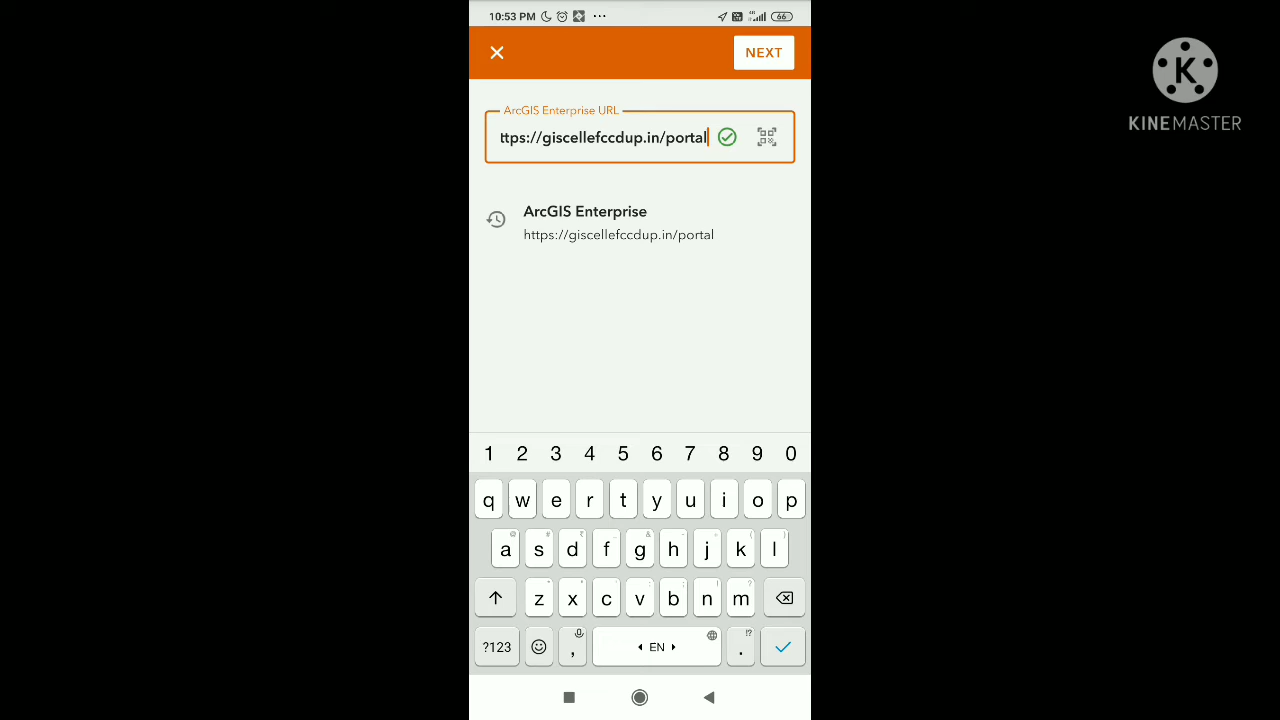 10:53 PM
66
NEXT
ArcGIS Enterprise URL
ttps://giscellefccdup.in/portal
ArcGIS Enterprise
https://giscellefccdup.in/portal
K
KINEMASTER
1 2 3 4 5 6 7 8 9 0
q w e r t y u i o p
a s d f g h j k l
z x c v b n m
?123 , EN .